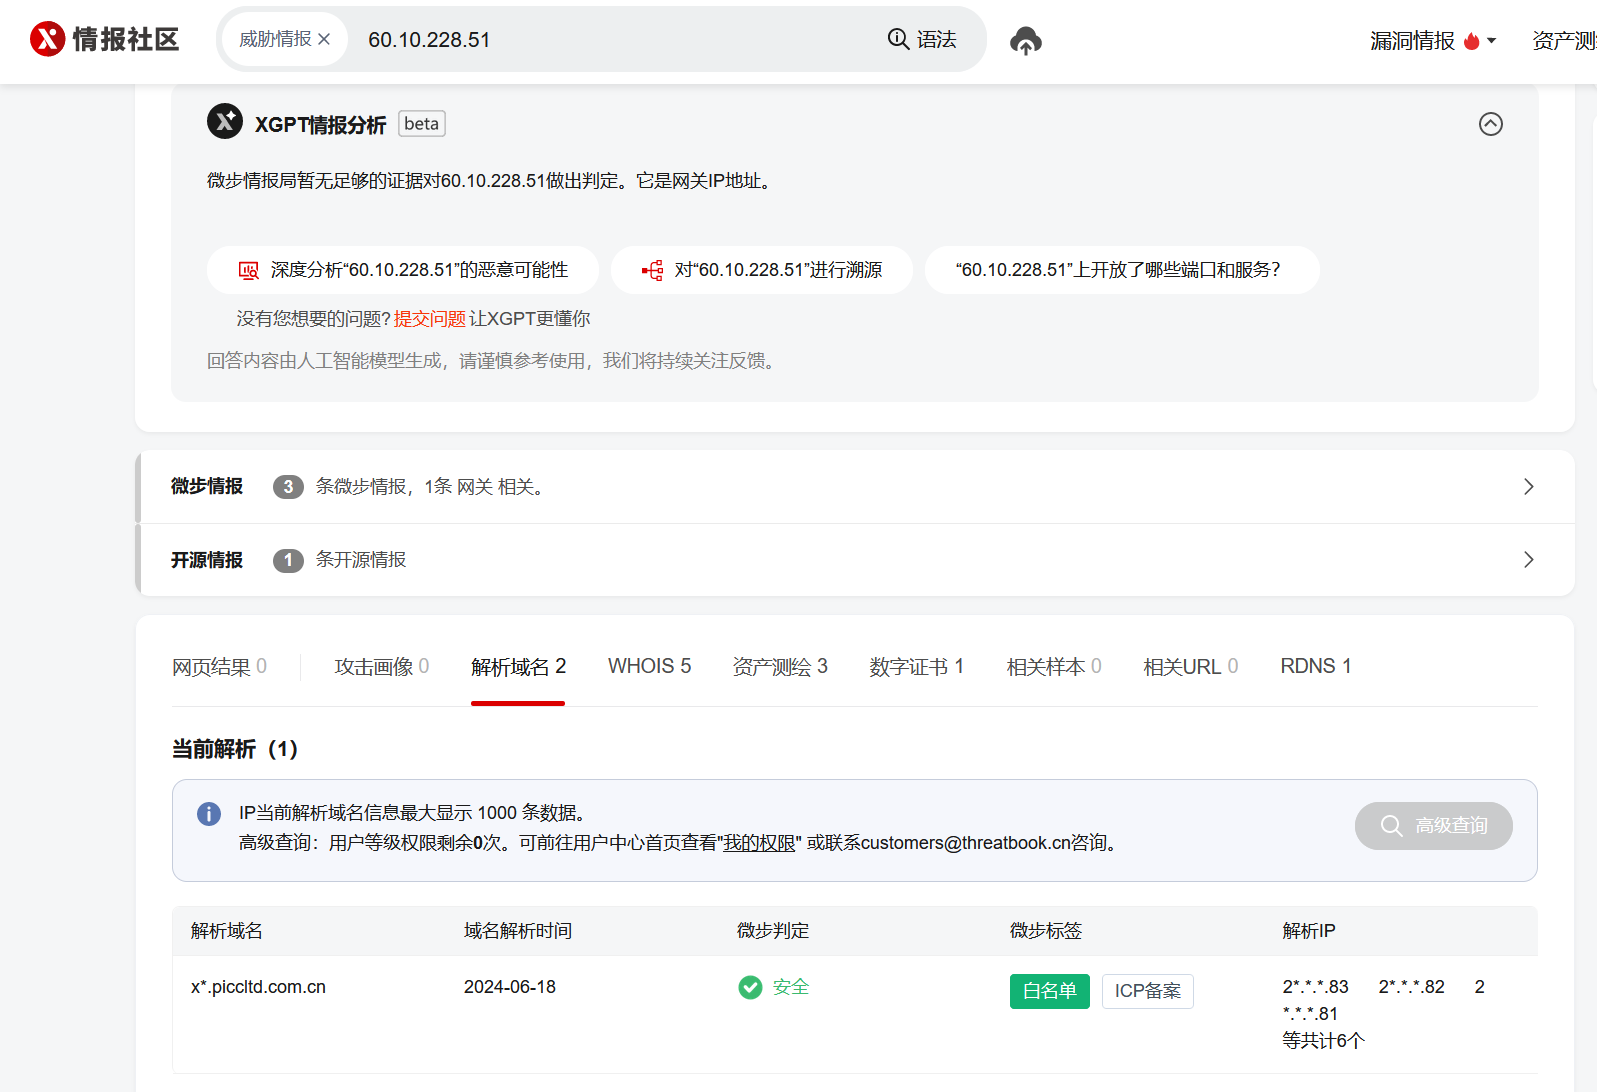 情报社区
威胁情报 ×
60.10.228.51
语法
漏洞情报
资产测
XGPT情报分析 beta
微步情报局暂无足够的证据对60.10.228.51做出判定。它是网关IP地址。
深度分析“60.10.228.51”的恶意可能性
对“60.10.228.51”进行溯源
“60.10.228.51”上开放了哪些端口和服务？
没有您想要的问题? 提交问题 让XGPT更懂你
回答内容由人工智能模型生成，请谨慎参考使用，我们将持续关注反馈。
微步情报 3 条微步情报，1条 网关 相关。
开源情报 1 条开源情报
网页结果 0 攻击画像 0 解析域名 2 WHOIS 5 资产测绘 3 数字证书 1 相关样本 0 相关URL 0 RDNS 1
当前解析（1）
IP当前解析域名信息最大显示 1000 条数据。
高级查询：用户等级权限剩余0次。可前往用户中心首页查看"我的权限" 或联系customers@threatbook.cn咨询。
高级查询
解析域名 域名解析时间 微步判定 微步标签 解析IP
x*.piccltd.com.cn 2024-06-18 安全 白名单 ICP备案 2*.*.*.83 2*.*.*.82 2
*.*.*.81
等共计6个